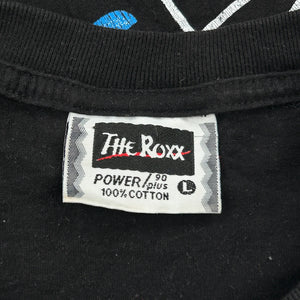 THE ROXX
POWER/90 plus L
100% COTTON